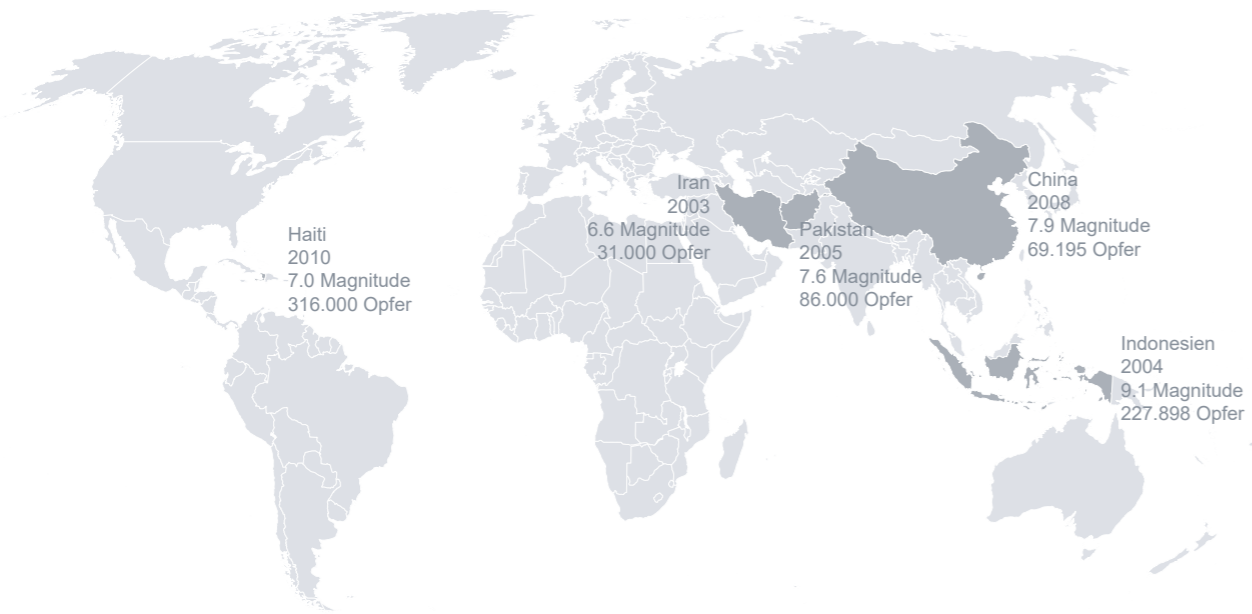 Iran
2003
6.6 Magnitude
31.000 Opfer
China
2008
7.9 Magnitude
69.195 Opfer
Haiti
2010
7.0 Magnitude
316.000 Opfer
Pakistan
2005
7.6 Magnitude
86.000 Opfer
Indonesien
2004
9.1 Magnitude
227.898 Opfer